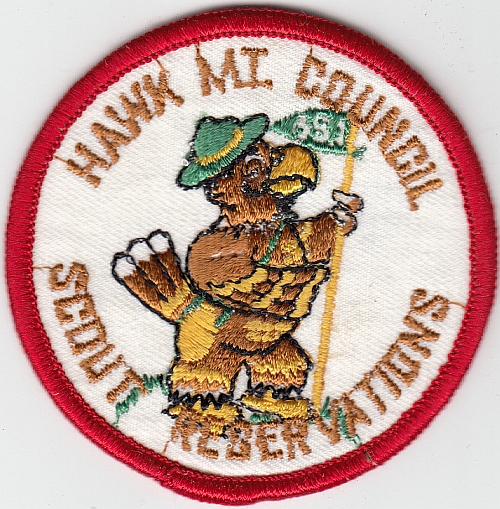 HAWK MT. COUNCIL
SCOUT RESERVATIONS